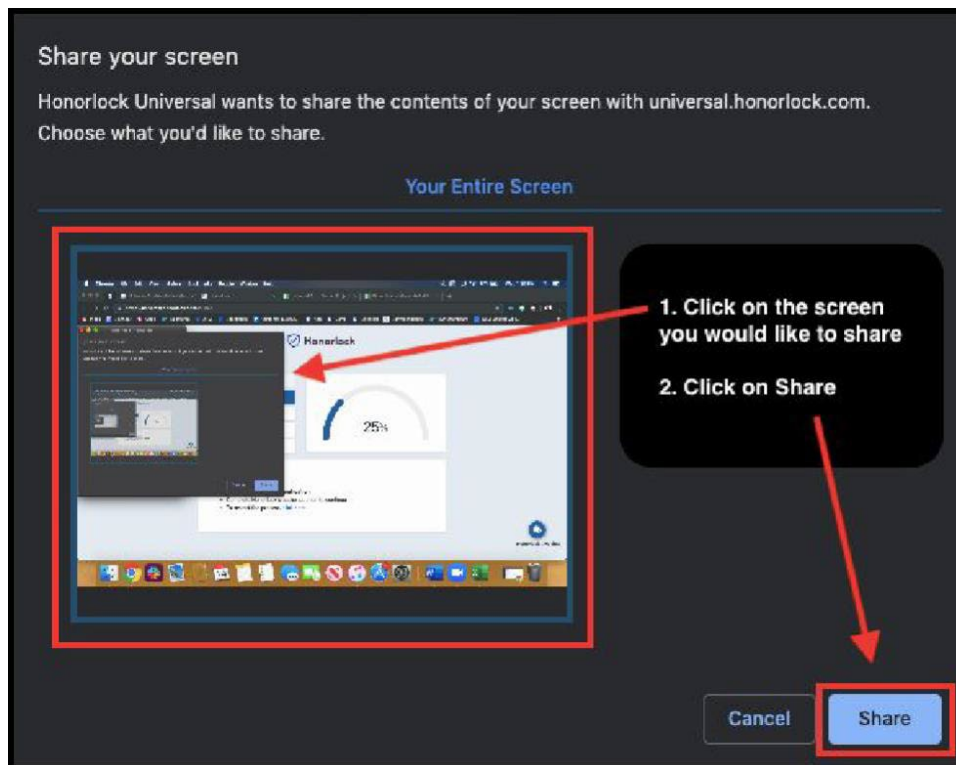 Share your screen
Honorlock Universal wants to share the contents of your screen with universal.honorlock.com.
Choose what you'd like to share.
Your Entire Screen
Honorlock
25%
1. Click on the screen
you would like to share
2. Click on Share
Cancel
Share